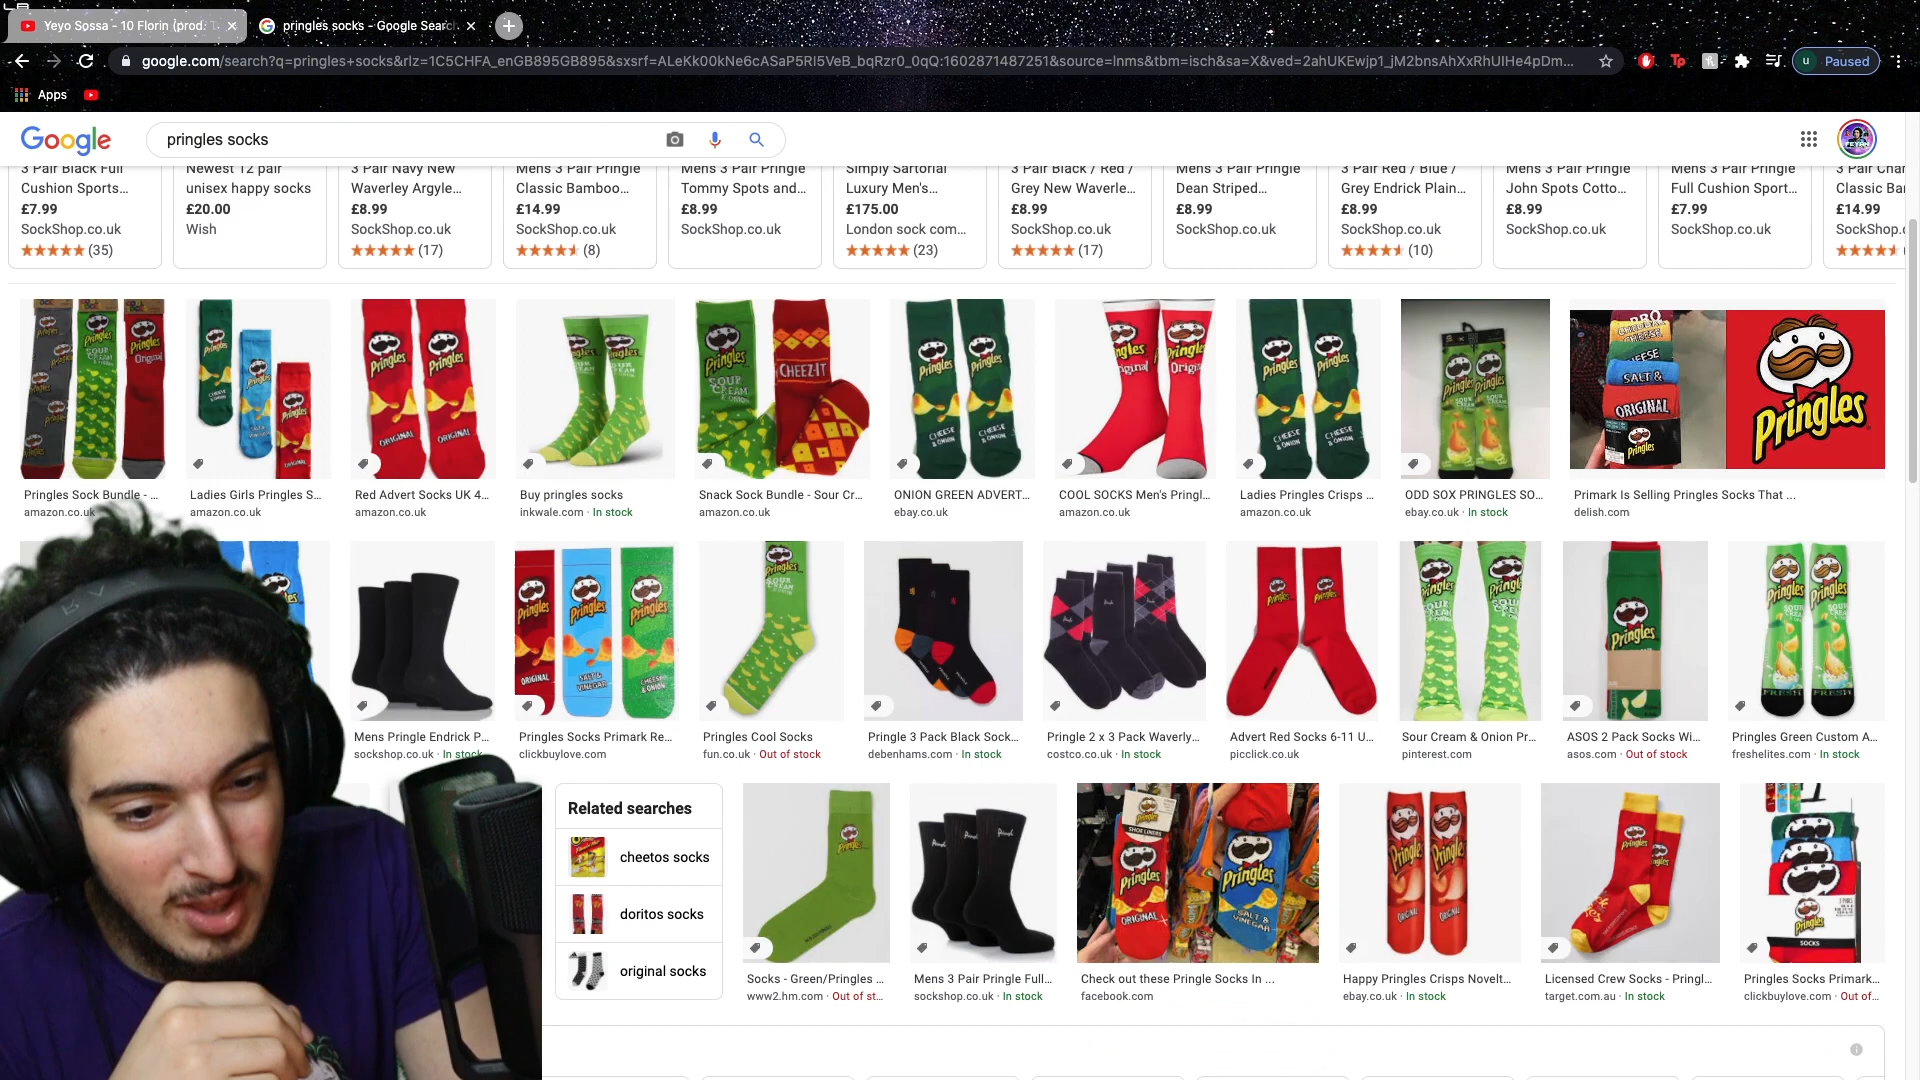 Yeyo Sossa - 10 Florin (prod. T
pringles socks - Google Search
google.com/search?q=pringles+socks&rlz=1C5CHFA_enGB895GB895&sxsrf=ALeKk00kNe6cASaP5RI5VeB_bqRzr0_0qQ:1602871487251&source=lnms&tbm=isch&sa=X&ved=2ahUKEwjp1_jM2bnsAhXxRhUIHe4pDm...
Paused
Apps
Google
pringles socks
3 Pair Black Full Cushion Sports...
£7.99
SockShop.co.uk
(35)
Newest 12 pair unisex happy socks
£20.00
Wish
3 Pair Navy New Waverley Argyle...
£8.99
SockShop.co.uk
(17)
Mens 3 Pair Pringle Classic Bamboo...
£14.99
SockShop.co.uk
(8)
Mens 3 Pair Pringle Tommy Spots and...
£8.99
SockShop.co.uk
Simply Sartorial Luxury Men's...
£175.00
London sock com...
(23)
3 Pair Black / Red / Grey New Waverle...
£8.99
SockShop.co.uk
(17)
Mens 3 Pair Pringle Dean Striped...
£8.99
SockShop.co.uk
3 Pair Red / Blue / Grey Endrick Plain...
£8.99
SockShop.co.uk
(10)
Mens 3 Pair Pringle John Spots Cotto...
£8.99
SockShop.co.uk
Mens 3 Pair Pringle Full Cushion Sport...
£7.99
SockShop.co.uk
3 Pair Char
Classic Ba
£14.99
SockShop.c
Pringles Sock Bundle - ...
amazon.co.uk
Ladies Girls Pringles S...
amazon.co.uk
Red Advert Socks UK 4...
amazon.co.uk
Buy pringles socks
inkwale.com · In stock
Snack Sock Bundle - Sour Cr...
amazon.co.uk
ONION GREEN ADVERT...
ebay.co.uk
COOL SOCKS Men's Pringl...
amazon.co.uk
Ladies Pringles Crisps ...
amazon.co.uk
ODD SOX PRINGLES SO...
ebay.co.uk · In stock
Primark Is Selling Pringles Socks That ...
delish.com
CHEEZ-IT
CHEESE & ONION
BBQ
CHEESE
SALT &
ORIGINAL
Pringles
Mens Pringle Endrick P...
sockshop.co.uk · In stock
Pringles Socks Primark Re...
clickbuylove.com
Pringles Cool Socks
fun.co.uk · Out of stock
Pringle 3 Pack Black Sock...
debenhams.com · In stock
Pringle 2 x 3 Pack Waverly...
costco.co.uk · In stock
Advert Red Socks 6-11 U...
picclick.co.uk
Sour Cream & Onion Pr...
pinterest.com
ASOS 2 Pack Socks Wi...
asos.com · Out of stock
Pringles Green Custom A...
freshelites.com · In stock
Related searches
cheetos socks
doritos socks
original socks
Socks - Green/Pringles ...
www2.hm.com · Out of st...
Mens 3 Pair Pringle Full...
sockshop.co.uk · In stock
Check out these Pringle Socks In ...
facebook.com
Happy Pringles Crisps Novelt...
ebay.co.uk · In stock
Licensed Crew Socks - Pringl...
target.com.au · In stock
Pringles Socks Primark...
clickbuylove.com · Out of...